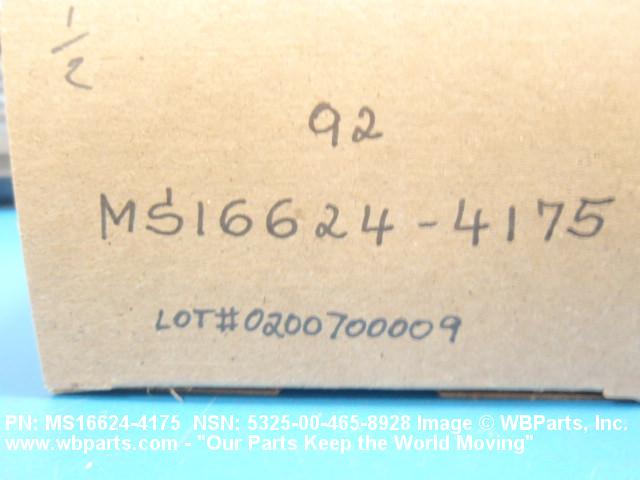 1/2
92
MS16624-4175
LOT#0200700009
PN: MS16624-4175 NSN: 5325-00-465-8928 Image © WBParts, Inc.
www.wbparts.com - "Our Parts Keep the World Moving"